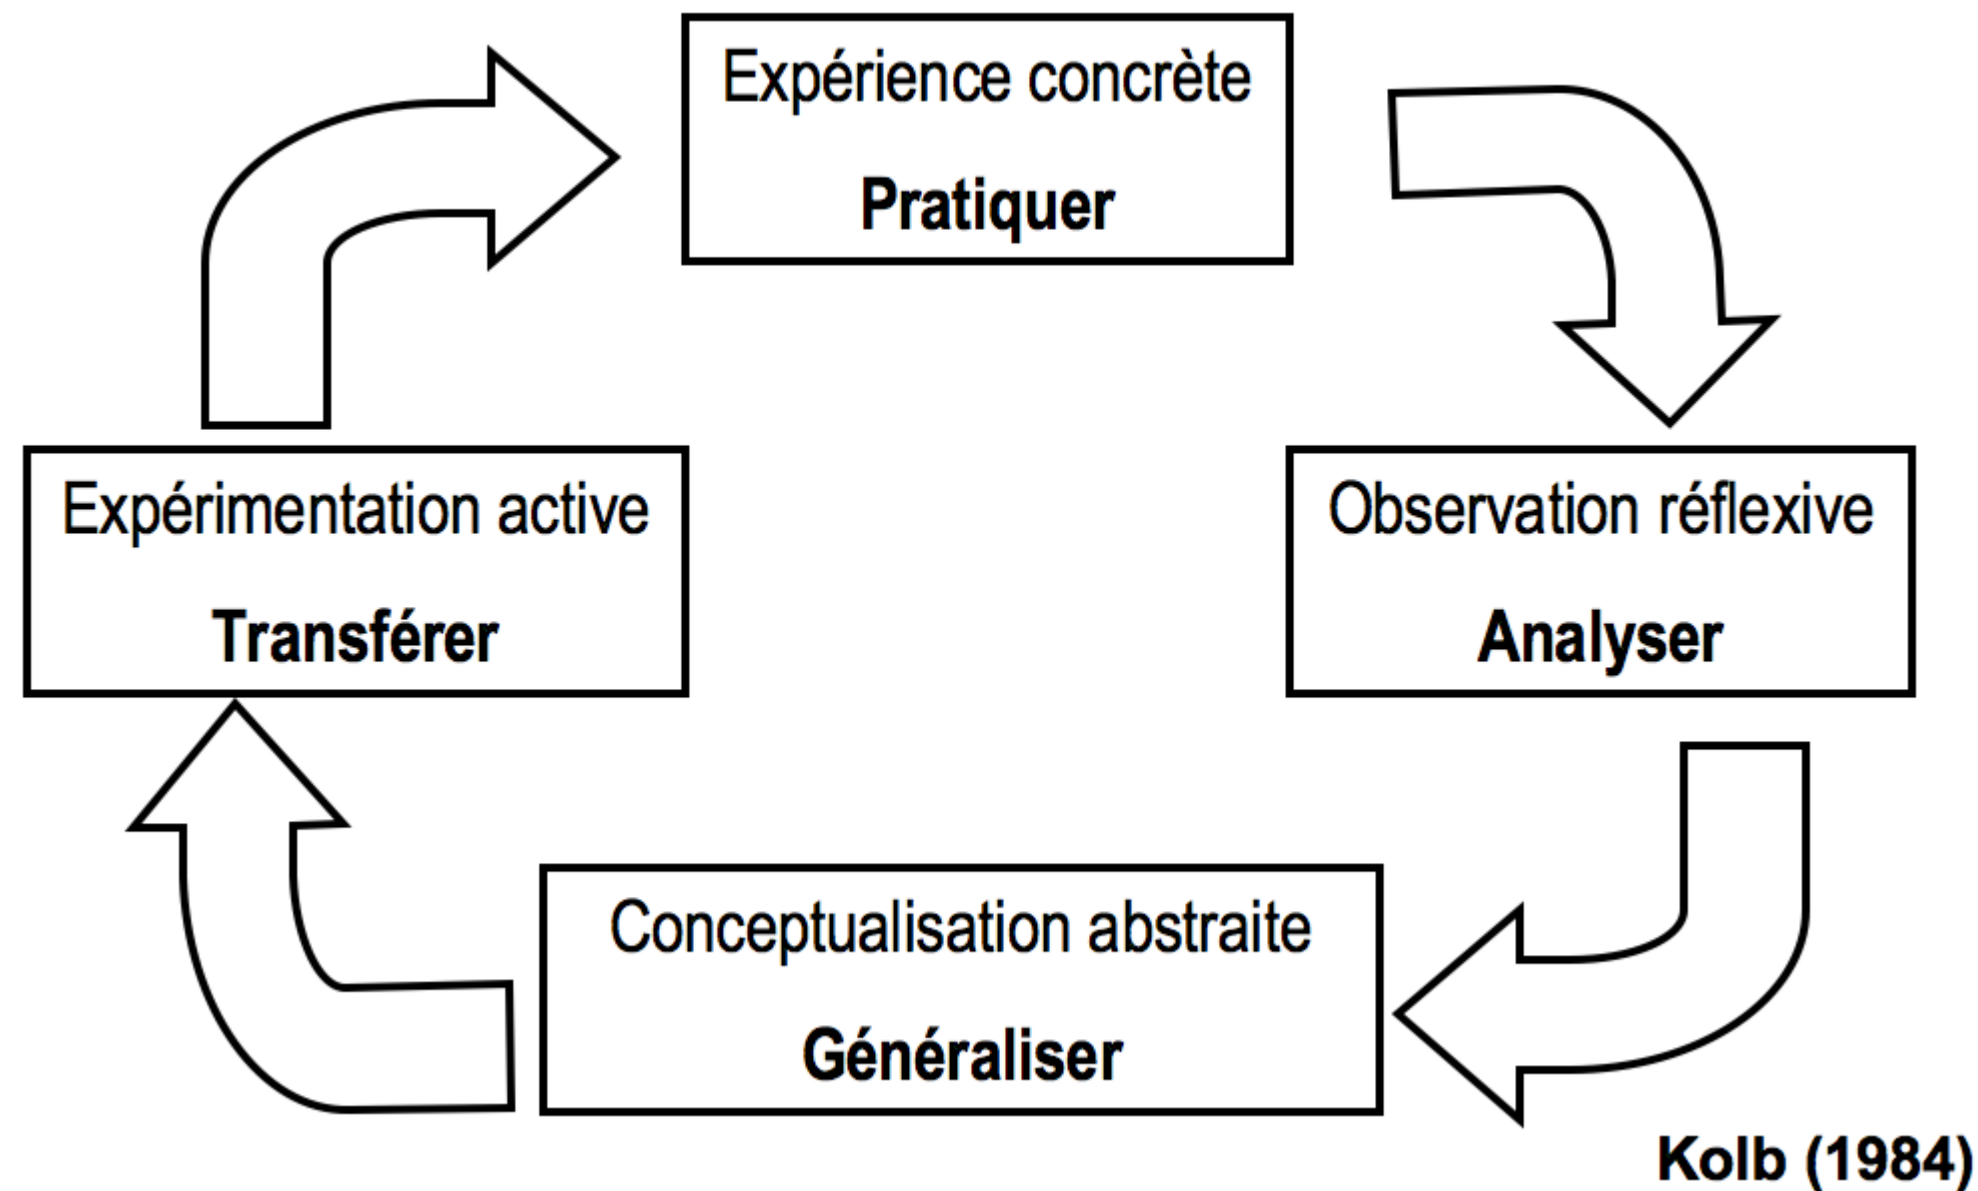 Expérience concrète
Pratiquer
Expérimentation active
Transférer
Observation réflexive
Analyser
Conceptualisation abstraite
Généraliser
Kolb (1984)